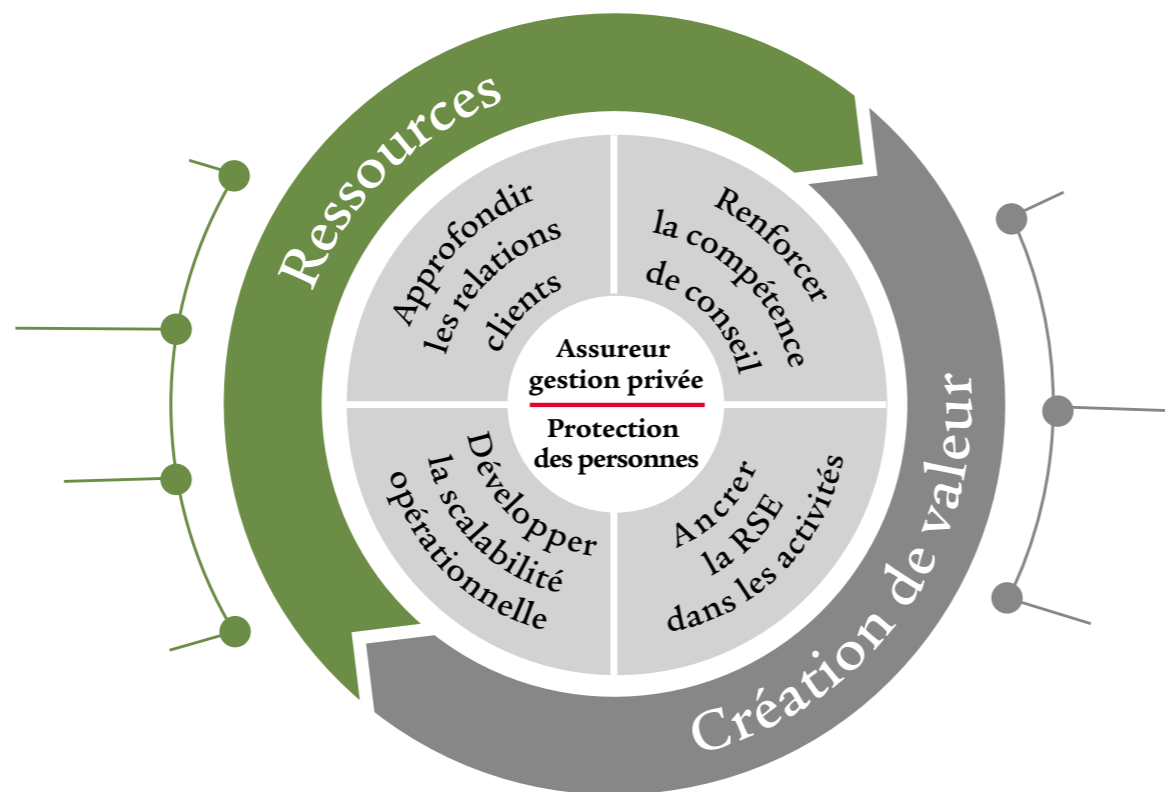 Ressources
Approfondir
les relations
clients
Renforcer
la compétence
de conseil
Assureur
gestion privée
Protection
des personnes
Développer
la scalabilité
opérationnelle
Ancrer
la RSE
dans les activités
Création de valeur